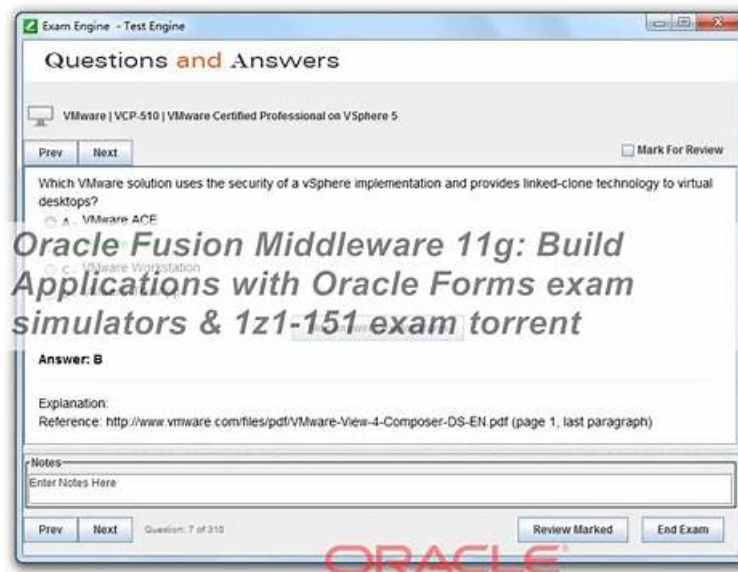 Exam Engine - Test Engine
Questions and Answers
VMware | VCP-510 | VMware Certified Professional on VSphere 5
Prev Next Mark For Review
Which VMware solution uses the security of a vSphere implementation and provides linked-clone technology to virtual
desktops?
A. VMware ACE
Oracle Fusion Middleware 11g: Build
C. VMware Workstation
Applications with Oracle Forms exam
simulators & 1z1-151 exam torrent
Answer: B
Explanation:
Reference: http://www.vmware.com/files/pdf/VMware-View-4-Composer-DS-EN.pdf (page 1, last paragraph)
Notes
Enter Notes Here
Prev Next Question: 7 of 310 Review Marked End Exam
ORACLE